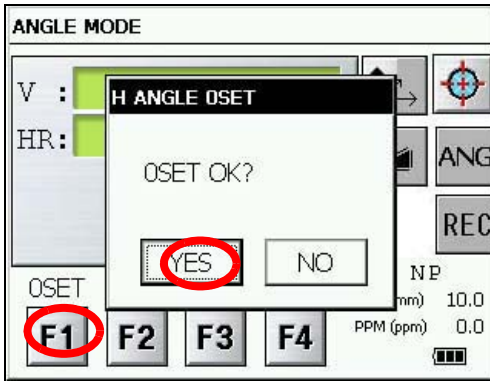 ANGLE MODE
V :
H ANGLE 0SET
HR:
0SET OK?
ANG
REC
YES NO
NP
0SET
mm) 10.0
F1 F2 F3 F4
PPM (ppm) 0.0